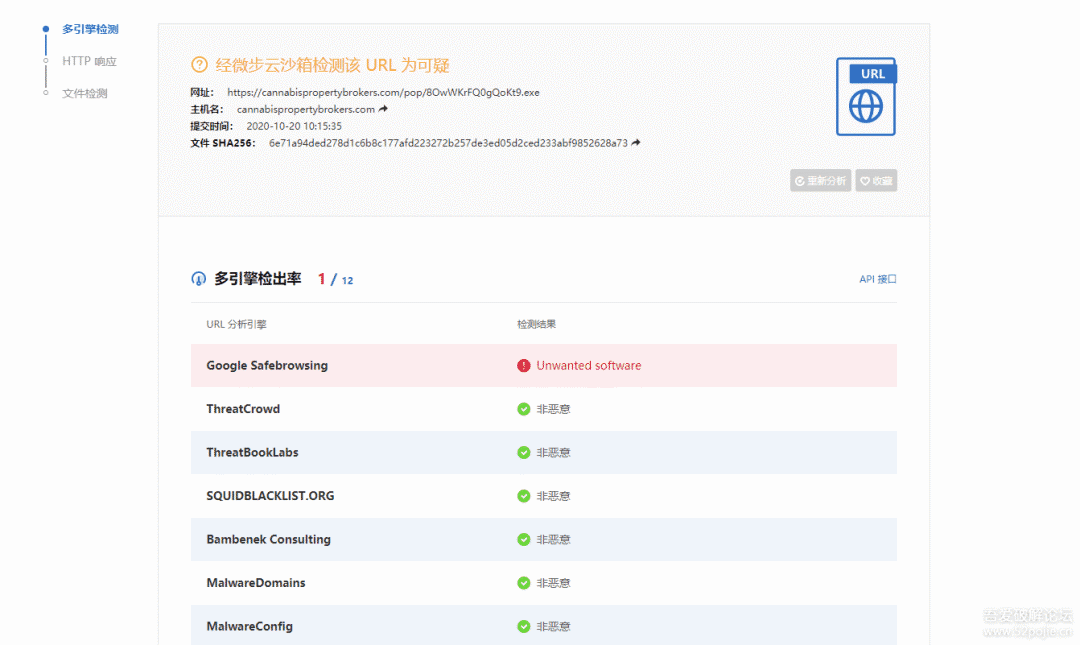 多引擎检测
HTTP 响应
文件检测
经微步云沙箱检测该 URL 为可疑
网址： https://cannabispropertybrokers.com/pop/8OwWKrFQ0gQoKt9.exe
主机名： cannabispropertybrokers.com
提交时间： 2020-10-20 10:15:35
文件 SHA256： 6e71a94ded278d1c6b8c177afd223272b257de3ed05d2ced233abf9852628a73
URL
重新分析 收藏
多引擎检出率 1 / 12
API 接口
URL 分析引擎 检测结果
Google Safebrowsing Unwanted software
ThreatCrowd 非恶意
ThreatBookLabs 非恶意
SQUIDBLACKLIST.ORG 非恶意
Bambenek Consulting 非恶意
MalwareDomains 非恶意
MalwareConfig 非恶意
吾爱破解论坛
www.52pojie.cn